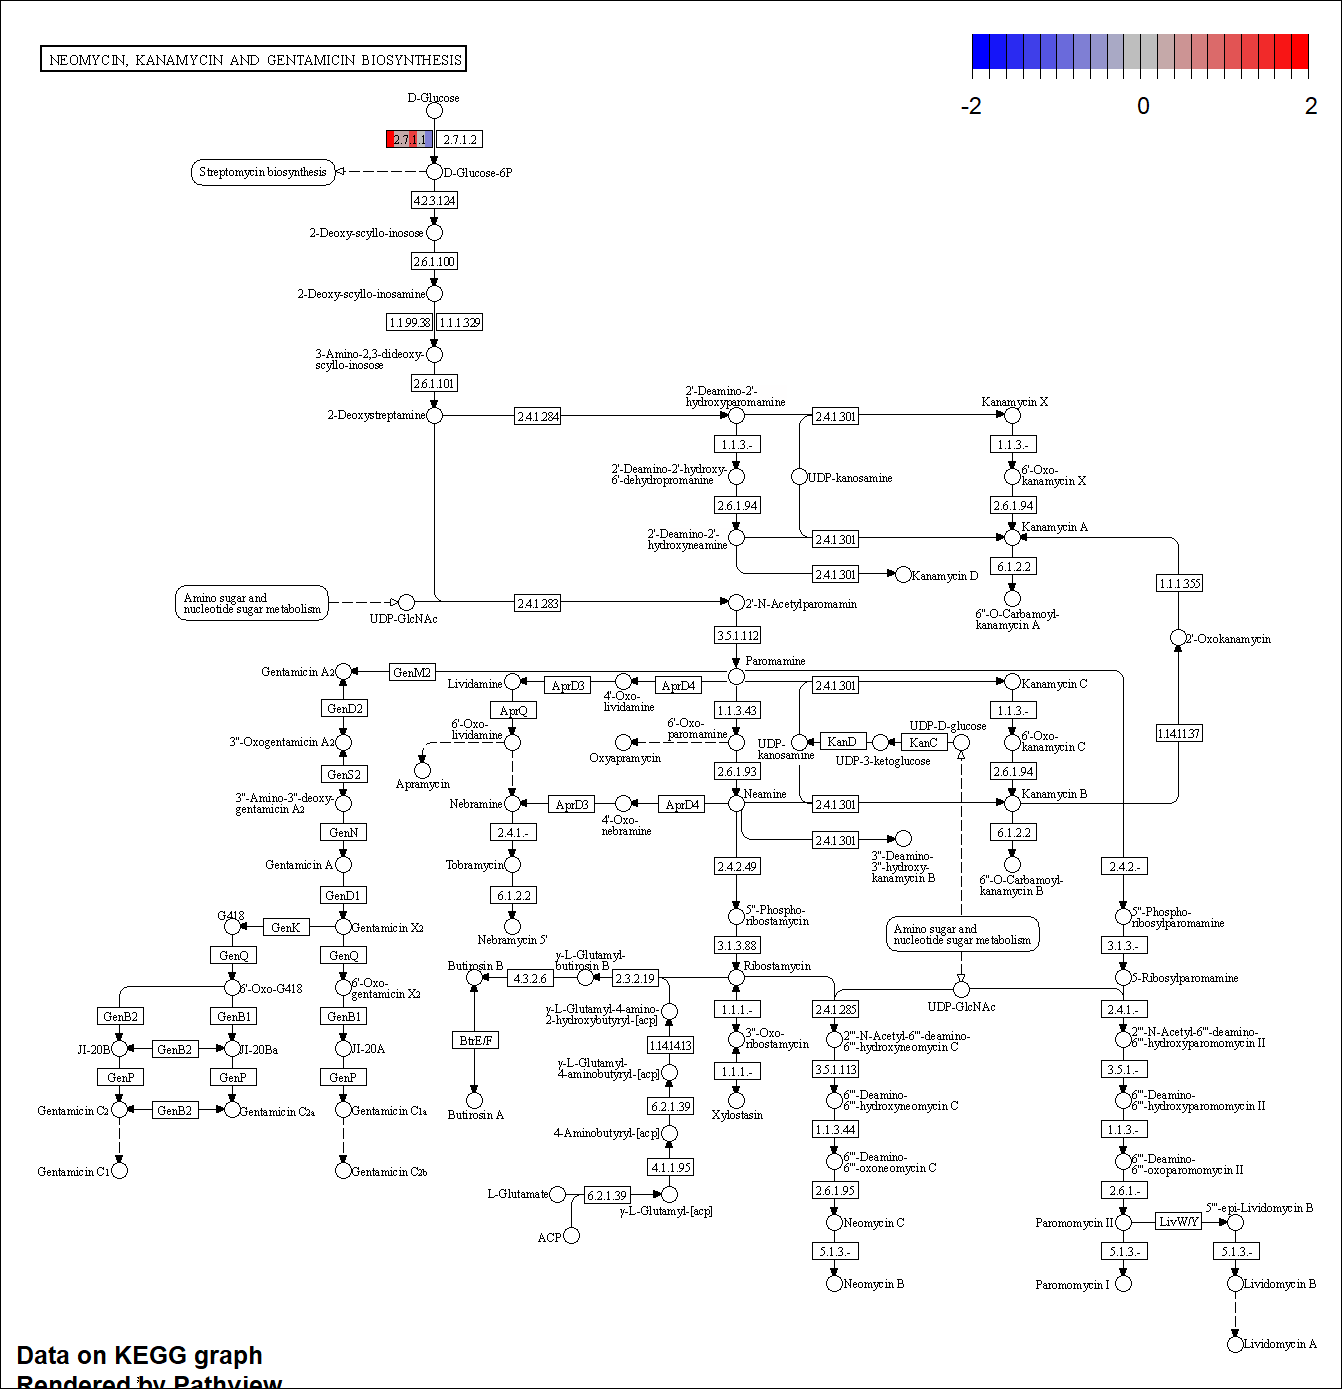 NEOMYCIN, KANAMYCIN AND GENTAMICIN BIOSYNTHESIS
-2 0 2
D-Glucose
2.7.1.1 2.7.1.2
Streptomycin biosynthesis
D-Glucose-6P
4.2.3.124
2-Deoxy-scyllo-inosose
2.6.1.100
2-Deoxy-scyllo-inosamine
1.1.99.38 1.1.1.329
3-Amino-2,3-dideoxy-
scyllo-inosose
2.6.1.101
2-Deoxystreptamine
2.4.1.284
2'-Deamino-2'-
hydroxyparomamine
2.4.1.301
Kanamycin X
1.1.3.-
1.1.3.-
2'-Deamino-2'-hydroxy-
6'-dehydropromanine
UDP-kanosamine
6'-Oxo-
kanamycin X
2.6.1.94
2.6.1.94
2'-Deamino-2'-
hydroxyneamine
2.4.1.301
Kanamycin A
2.4.1.301
Kanamycin D
6.1.2.2
1.1.1.355
Amino sugar and
nucleotide sugar metabolism
UDP-GlcNAc
2.4.1.283
2'-N-Acetylparomamin
6''-O-Carbamoyl-
kanamycin A
3.5.1.112
2'-Oxokanamycin
Paromamine
Gentamicin A2
GenM2
Lividamine
AprD3
4'-Oxo-
lividamine
AprD4
2.4.1.301
Kanamycin C
GenD2
AprQ
1.1.3.43
1.1.3.-
3''-Oxogentamicin A2
6'-Oxo-
lividamine
Oxyapramycin
6'-Oxo-
paromamine
UDP-
kanosamine
KanD
UDP-3-ketoglucose
KanC
UDP-D-glucose
6'-Oxo-
kanamycin C
1.14.11.37
GenS2
Apramycin
2.6.1.93
2.6.1.94
3''-Amino-3''-deoxy-
gentamicin A2
Nebramine
AprD3
4'-Oxo-
nebramine
AprD4
Neamine
2.4.1.301
Kanamycin B
GenN
2.4.1.-
2.4.1.301
3''-Deamino-
3''-hydroxy-
kanamycin B
6.1.2.2
Gentamicin A
Tobramycin
2.4.2.49
6''-O-Carbamoyl-
kanamycin B
2.4.2.-
GenD1
6.1.2.2
G418
GenK
Gentamicin X2
Nebramycin 5'
5''-Phospho-
ribostamycin
Amino sugar and
nucleotide sugar metabolism
5''-Phospho-
ribosylparomamine
GenQ
GenQ
3.1.3.88
3.1.3.-
6'-Oxo-G418
6'-Oxo-
gentamicin X2
Butirosin B
4.3.2.6
γ-L-Glutamyl-
butirosin B
2.3.2.19
Ribostamycin
UDP-GlcNAc
5-Ribosylparomamine
GenB2
GenB1
GenB1
γ-L-Glutamyl-4-amino-
2-hydroxybutyryl-[acp]
1.1.1.-
2.4.1.285
2.4.1.-
JI-20B
GenB2
JI-20Ba
JI-20A
BtrE/F
1.14.14.13
3''-Oxo-
ribostamycin
2'''-N-Acetyl-6'''-deamino-
6'''-hydroxyneomycin C
2'''-N-Acetyl-6'''-deamino-
6'''-hydroxyparomomycin II
GenP
GenP
GenP
γ-L-Glutamyl-
4-aminobutyryl-[acp]
1.1.1.-
3.5.1.113
3.5.1.-
Gentamicin C2
GenB2
Gentamicin C2a
Gentamicin C1a
Butirosin A
6.2.1.39
Xylostasin
6'''-Deamino-
6'''-hydroxyneomycin C
6'''-Deamino-
6'''-hydroxyparomomycin II
4-Aminobutyryl-[acp]
1.1.3.44
1.1.3.-
Gentamicin C1
Gentamicin C2b
4.1.1.95
6'''-Deamino-
6'''-oxoneomycin C
6'''-Deamino-
6'''-oxoparomomycin II
L-Glutamate
6.2.1.39
γ-L-Glutamyl-[acp]
2.6.1.95
2.6.1.-
ACP
Neomycin C
Paromomycin II
LivW/Y
5'''-epi-Lividomycin B
5.1.3.-
5.1.3.-
5.1.3.-
Neomycin B
Paromomycin I
Lividomycin B
Lividomycin A
Data on KEGG graph
Rendered by Pathview